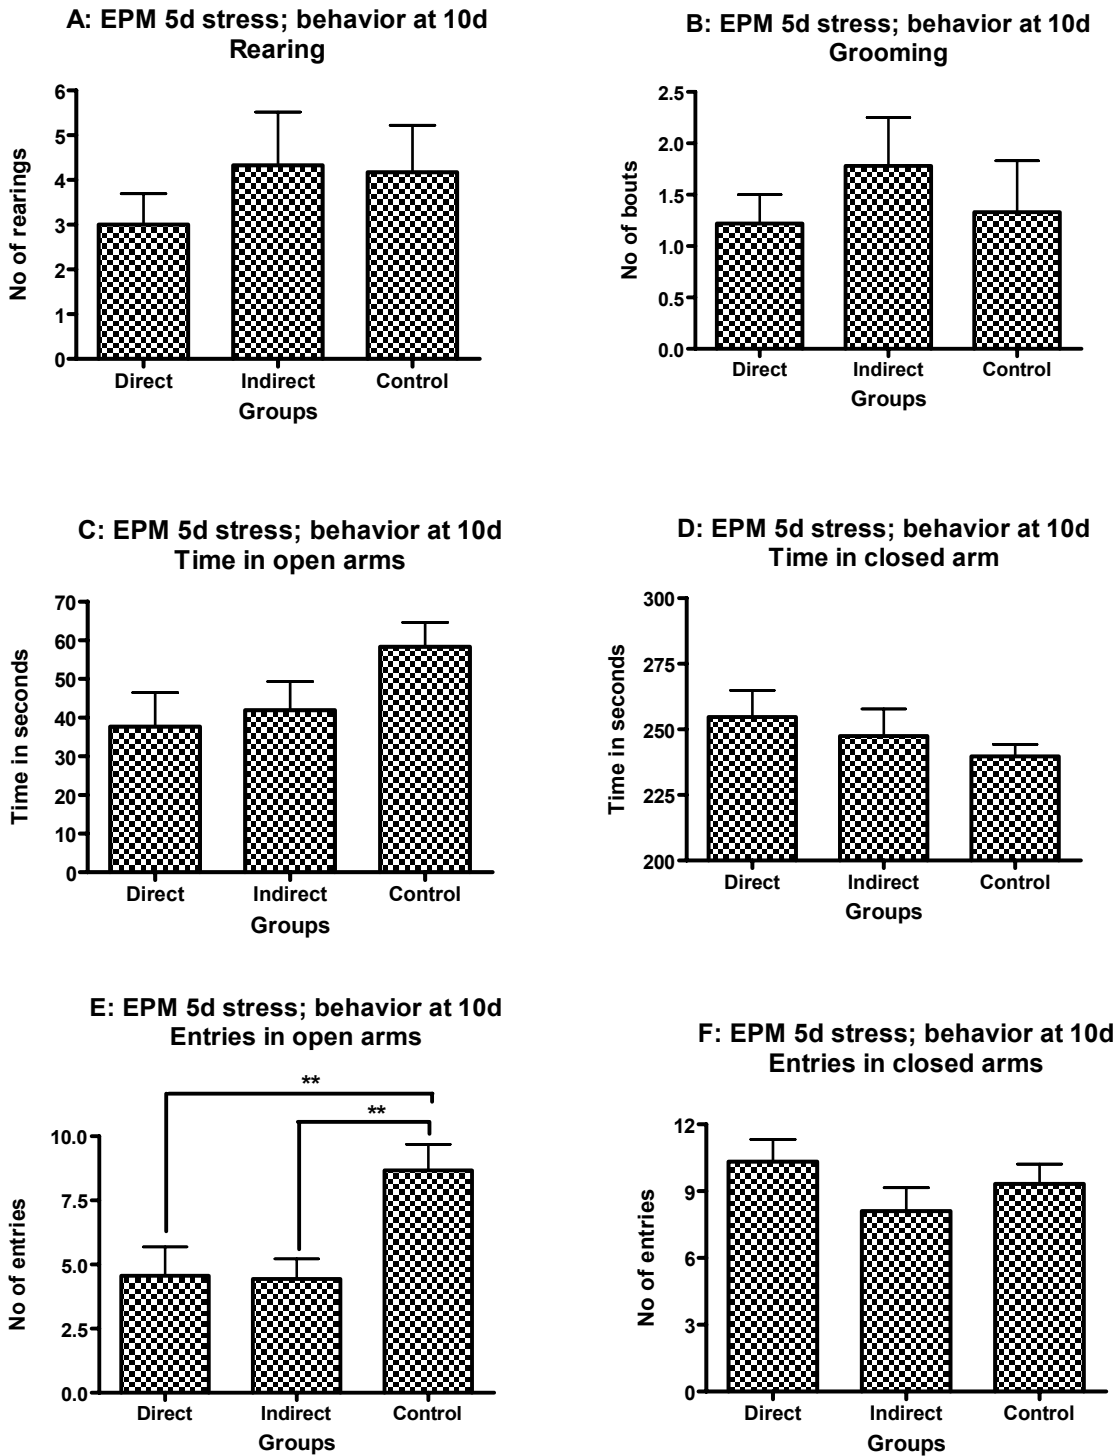 A: EPM 5d stress; behavior at 10d
Rearing
No of rearings
6
5
4
3
2
1
0
Direct Indirect Control
Groups
B: EPM 5d stress; behavior at 10d
Grooming
No of bouts
2.5
2.0
1.5
1.0
0.5
0.0
Direct Indirect Control
Groups
C: EPM 5d stress; behavior at 10d
Time in open arms
Time in seconds
70
60
50
40
30
20
10
0
Direct Indirect Control
Groups
D: EPM 5d stress; behavior at 10d
Time in closed arm
Time in seconds
300
275
250
225
200
Direct Indirect Control
Groups
E: EPM 5d stress; behavior at 10d
Entries in open arms
**
**
No of entries
10.0
7.5
5.0
2.5
0.0
Direct Indirect Control
Groups
F: EPM 5d stress; behavior at 10d
Entries in closed arms
No of entries
12
9
6
3
0
Direct Indirect Control
Groups